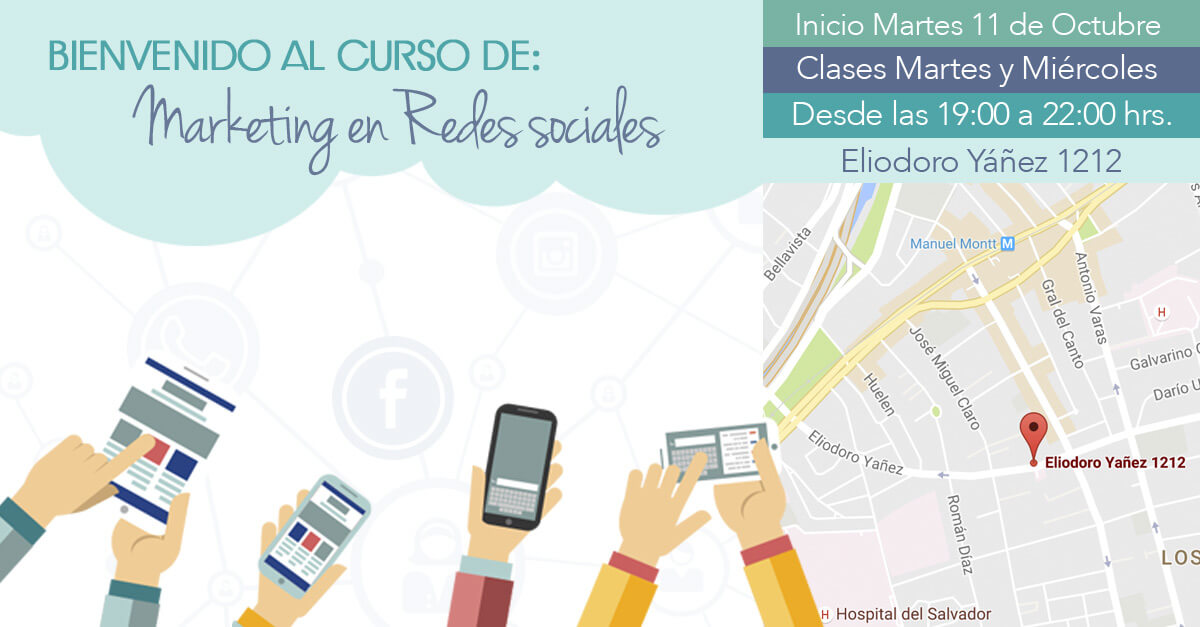 BIENVENIDO AL CURSO DE:
Marketing en Redes sociales
Inicio Martes 11 de Octubre
Clases Martes y Miércoles
Desde las 19:00 a 22:00 hrs.
Eliodoro Yáñez 1212
Bellavista
Manuel Montt M
Antonio Varas
Gral del Canto
H
José Miguel Claro
Galvarino
Huelen
Darío U
Eliodoro Yañez
Eliodoro Yañez 1212
Román Díaz
LOS
H Hospital del Salvador
f